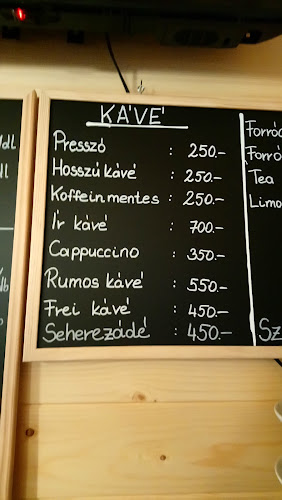 KÁVÉ
Presszó : 250.-
Hosszú kávé : 250.-
Koffeinmentes : 250.-
Ír kávé : 700.-
Cappuccino : 350.-
Rumos kávé : 550.-
Frei kávé : 450.-
Seherezádé : 450.-
Tea